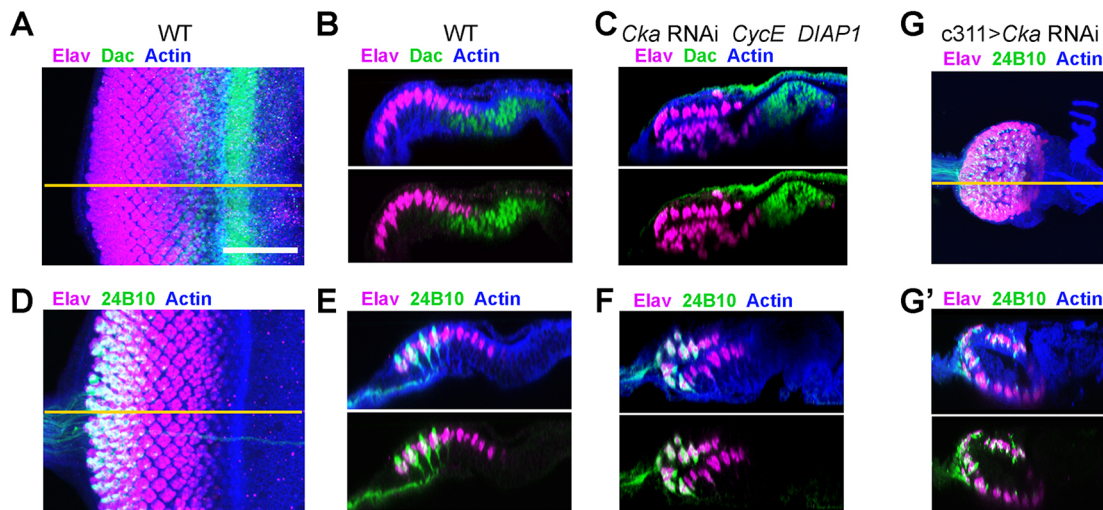 A WT
Elav Dac Actin
B WT
C Cka RNAi CycE DIAP1
Elav Dac Actin
Elav Dac Actin
G c311>Cka RNAi
Elav 24B10 Actin
D Elav 24B10 Actin
E Elav 24B10 Actin
F Elav 24B10 Actin
G' Elav 24B10 Actin